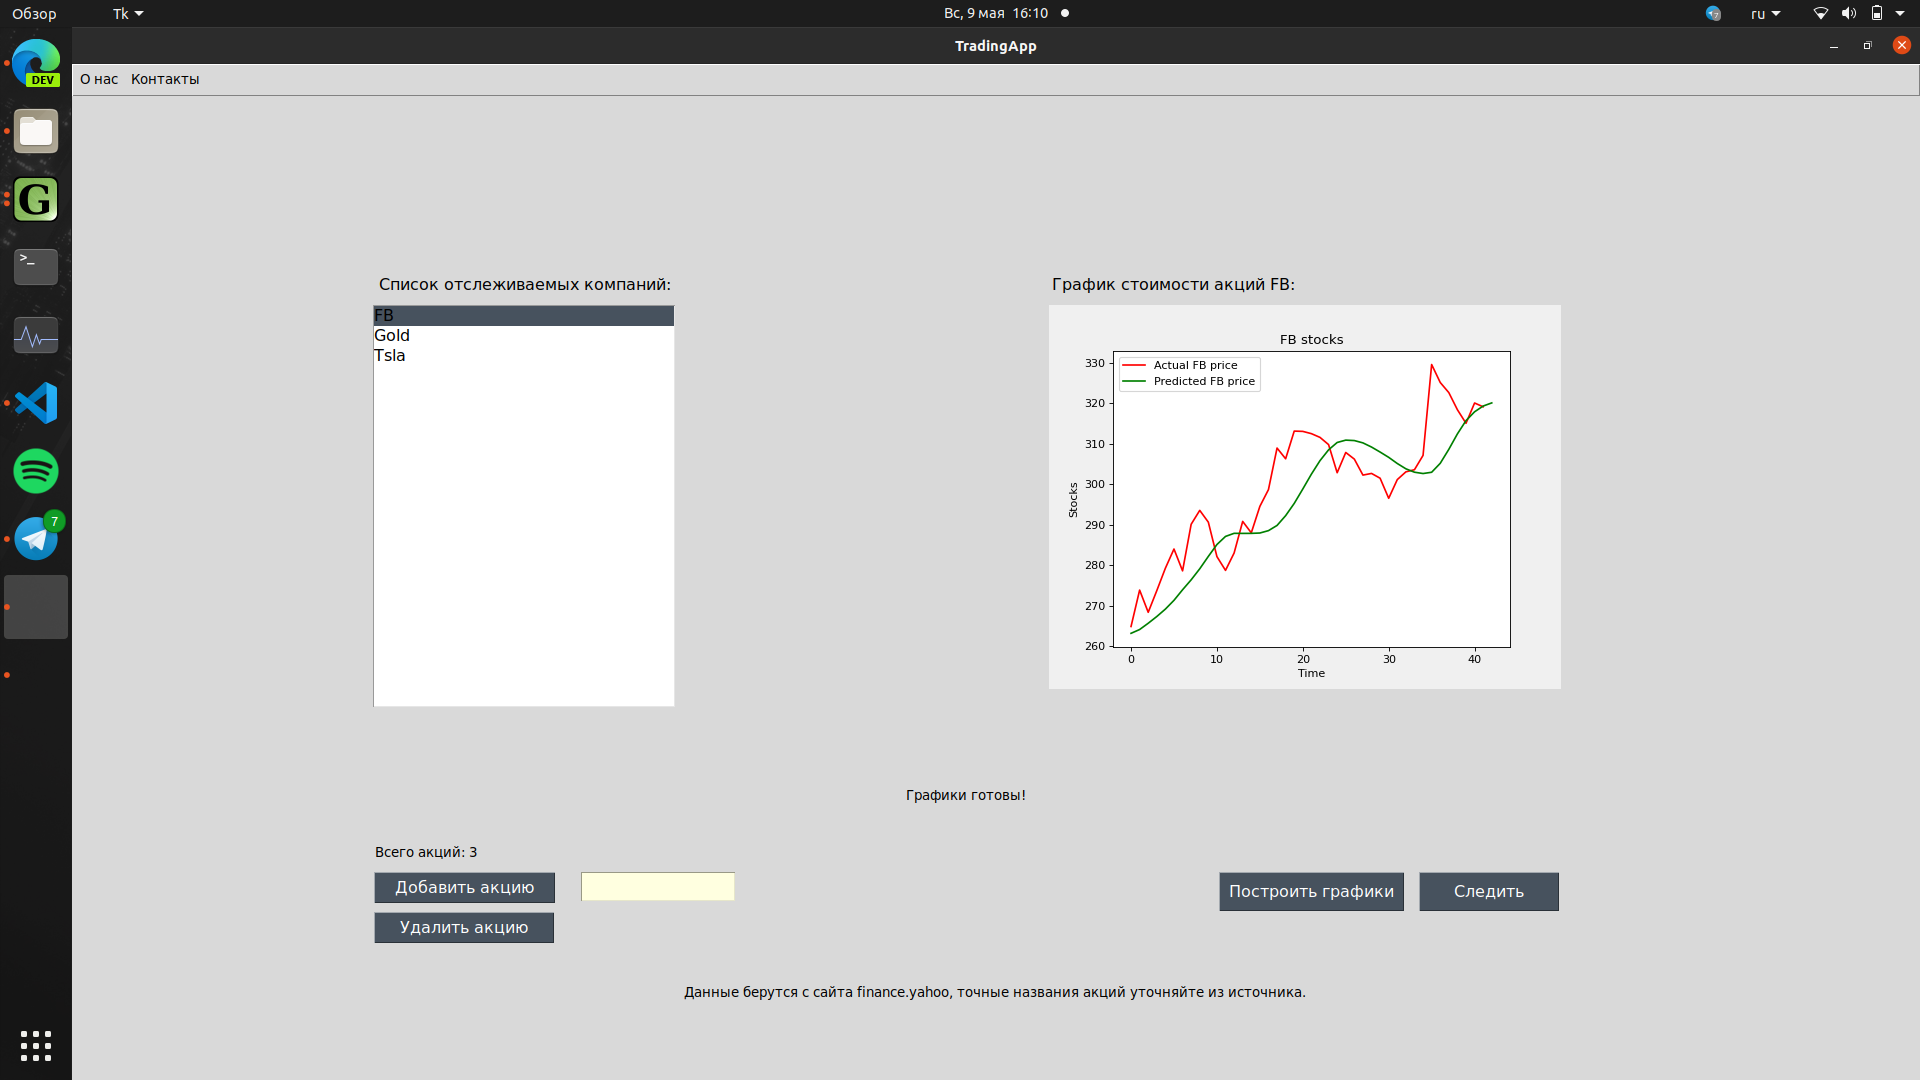 Обзор
Tk
Вс, 9 мая 16:10
ru
TradingApp
О нас
Контакты
DEV
G
>_
7
Список отслеживаемых компаний:
FB
Gold
Tsla
График стоимости акций FB:
FB stocks
Actual FB price
Predicted FB price
330
320
310
300
290
280
270
260
Stocks
0 10 20 30 40
Time
Графики готовы!
Всего акций: 3
Добавить акцию
Удалить акцию
Построить графики
Следить
Данные берутся с сайта finance.yahoo, точные названия акций уточняйте из источника.